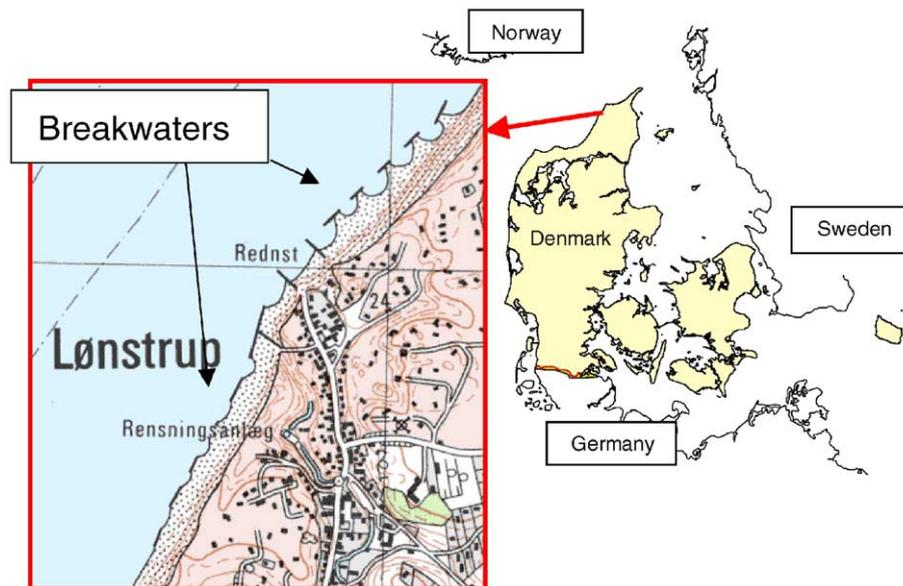 Norway
Breakwaters
Denmark
Sweden
Rednst
24
Lønstrup
Rensningsanlæg
Germany